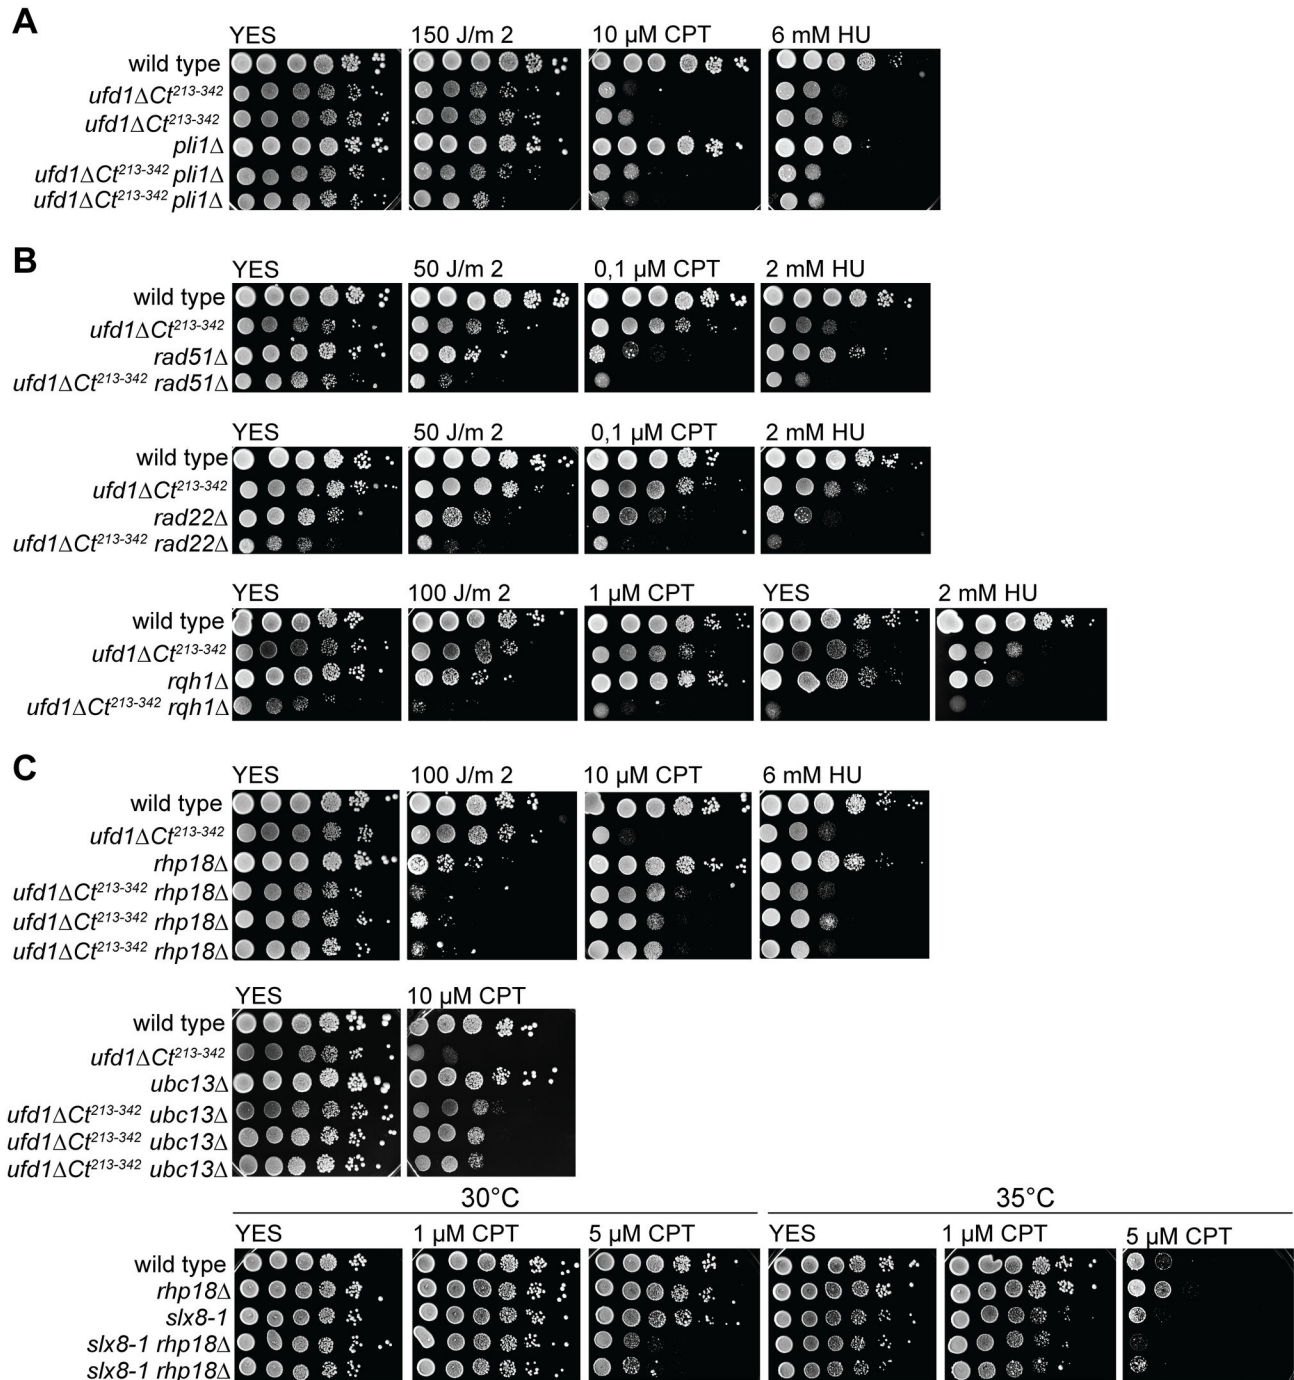 A
YES 150 J/m 2 10 µM CPT 6 mM HU
wild type
ufd1ΔCt213-342
ufd1ΔCt213-342
pli1Δ
ufd1ΔCt213-342 pli1Δ
ufd1ΔCt213-342 pli1Δ
B
YES 50 J/m 2 0,1 µM CPT 2 mM HU
wild type
ufd1ΔCt213-342
rad51Δ
ufd1ΔCt213-342 rad51Δ
YES 50 J/m 2 0,1 µM CPT 2 mM HU
wild type
ufd1ΔCt213-342
rad22Δ
ufd1ΔCt213-342 rad22Δ
YES 100 J/m 2 1 µM CPT YES 2 mM HU
wild type
ufd1ΔCt213-342
rqh1Δ
ufd1ΔCt213-342 rqh1Δ
C
YES 100 J/m 2 10 µM CPT 6 mM HU
wild type
ufd1ΔCt213-342
rhp18Δ
ufd1ΔCt213-342 rhp18Δ
ufd1ΔCt213-342 rhp18Δ
ufd1ΔCt213-342 rhp18Δ
YES 10 µM CPT
wild type
ufd1ΔCt213-342
ubc13Δ
ufd1ΔCt213-342 ubc13Δ
ufd1ΔCt213-342 ubc13Δ
ufd1ΔCt213-342 ubc13Δ
30°C 35°C
YES 1 µM CPT 5 µM CPT YES 1 µM CPT 5 µM CPT
wild type
rhp18Δ
slx8-1
slx8-1 rhp18Δ
slx8-1 rhp18Δ